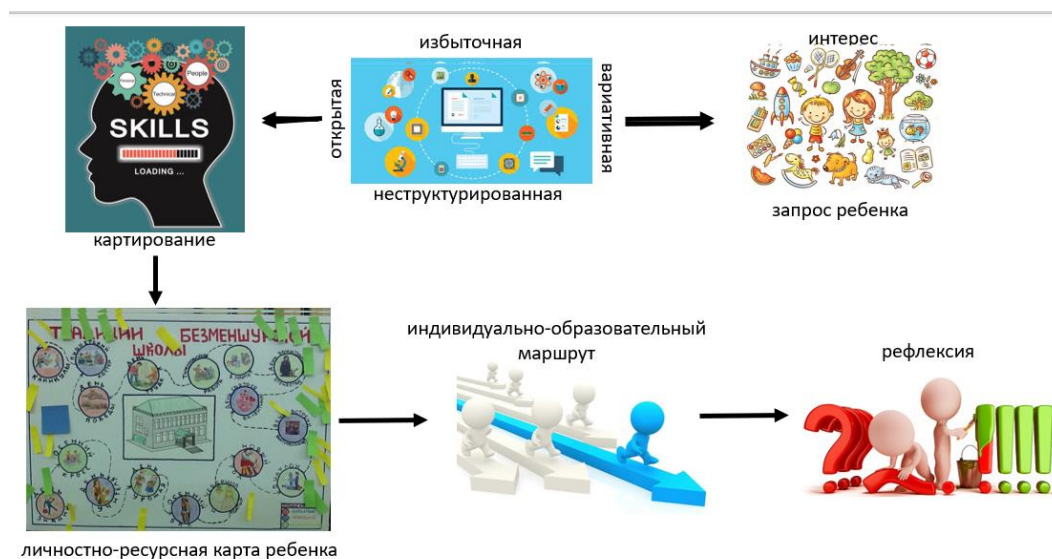 избыточная
интерес
Personal
People
Technical
SKILLS
LOADING ...
открытая
вариативная
неструктурированная
картирование
запрос ребенка
ТРАДИЦИИ БЕЗМЕНШУРСКОЙ
ШКОЛЫ
индивидуально-образовательный
маршрут
рефлексия
личностно-ресурсная карта ребенка